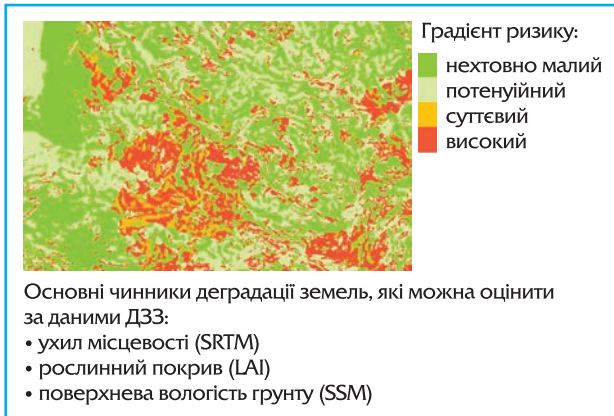 Градієнт ризику:
нехтовно малий
потенуійний
суттєвий
високий
Основні чинники деградації земель, які можна оцінити
за даними ДЗЗ:
• ухил місцевості (SRTM)
• рослинний покрив (LAI)
• поверхнева вологість грунту (SSM)